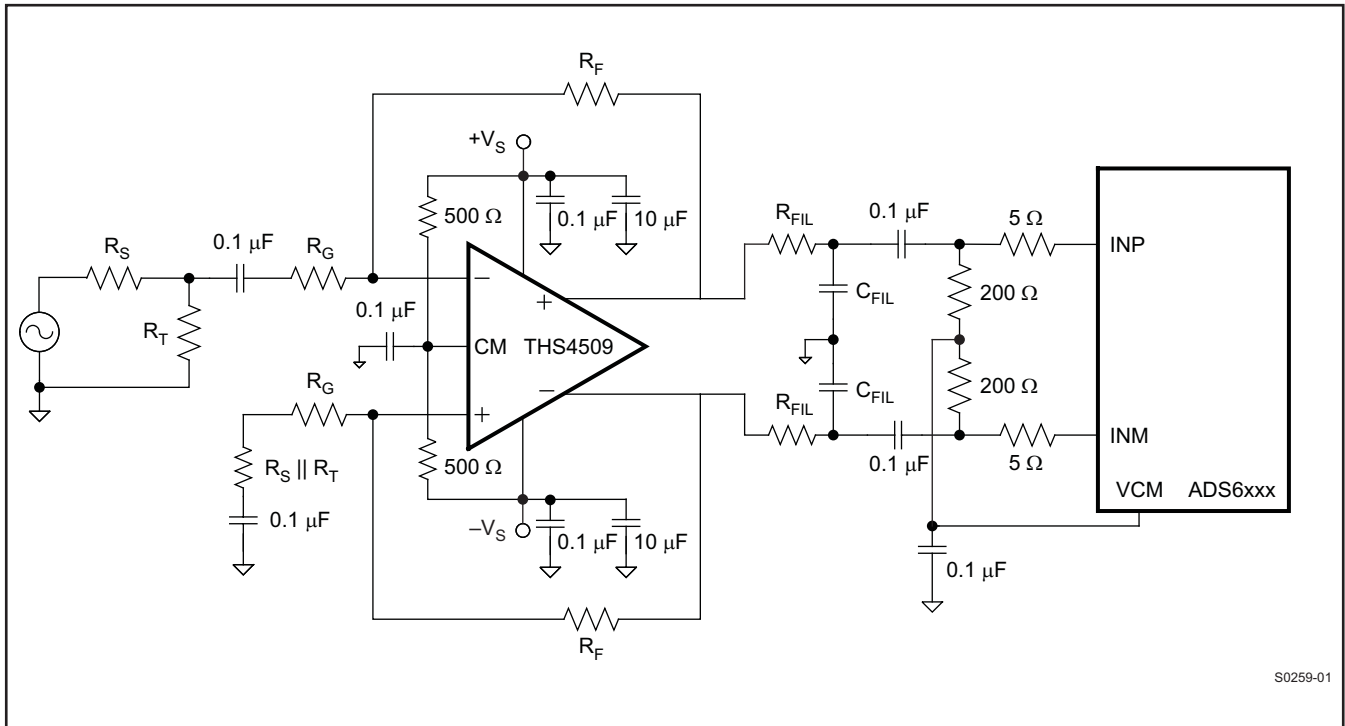 R_F
+V_S
500 Ω
0.1 μF
10 μF
R_S
0.1 μF
R_G
R_T
0.1 μF
−
+
CM THS4509
R_G
+
−
R_S || R_T
0.1 μF
500 Ω
−V_S
0.1 μF
10 μF
R_F
R_FIL
0.1 μF
5 Ω
INP
C_FIL
200 Ω
C_FIL
200 Ω
R_FIL
0.1 μF
5 Ω
INM
VCM ADS6xxx
0.1 μF
S0259-01